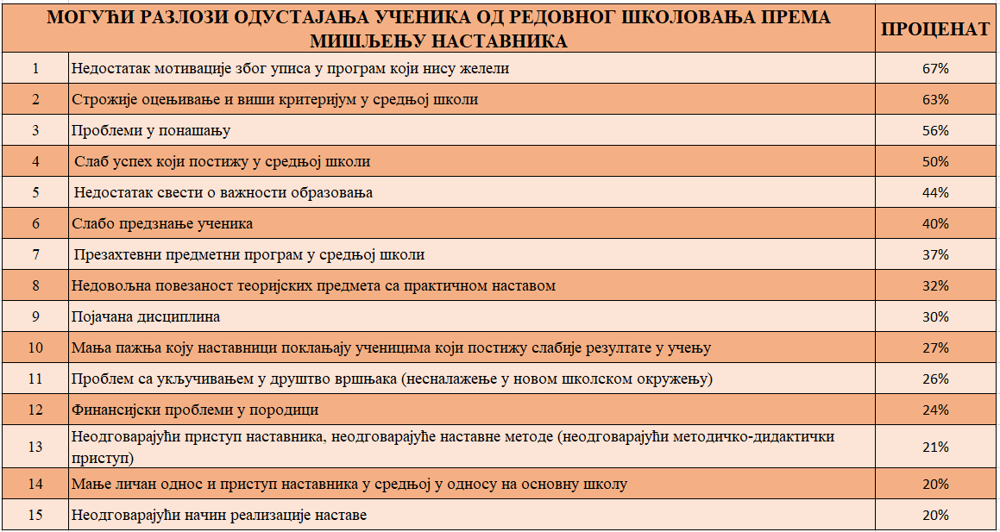 МОГУЋИ РАЗЛОЗИ ОДУСТАЈАЊА УЧЕНИКА ОД РЕДОВНОГ ШКОЛОВАЊА ПРЕМА
МИШЉЕЊУ НАСТАВНИКА
ПРОЦЕНАТ
1 Недостатак мотивације због уписа у програм који нису желели 67%
2 Строжије оцењивање и виши критеријум у средњој школи 63%
3 Проблеми у понашању 56%
4 Слаб успех који постижу у средњој школи 50%
5 Недостатак свести о важности образовања 44%
6 Слабо предзнање ученика 40%
7 Презахтевни предметни програм у средњој школи 37%
8 Недовољна повезаност теоријских предмета са практичном наставом 32%
9 Појачана дисциплина 30%
10 Мања пажња коју наставници поклањају ученицима који постижу слабије резултате у учењу 27%
11 Проблем са укључивањем у друштво вршњака (несналажење у новом школском окружењу) 26%
12 Финансијски проблеми у породици 24%
13 Неодговарајући приступ наставника, неодговарајуће наставне методе (неодговарајући методичко-дидактички
приступ) 21%
14 Мање личан однос и приступ наставника у средњој у односу на основну школу 20%
15 Неодговарајући начин реализације наставе 20%